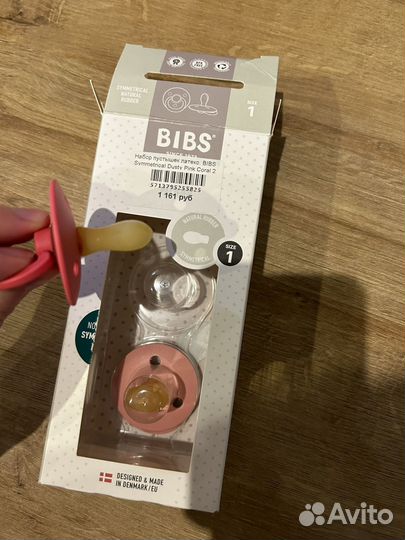 SYMMETRICAL
NATURAL
RUBBER
SIZE
1
BIBS
Набор пустышек латекс. BIBS
Symmetrical Dusty Pink Coral 2
5713795255825
1 161 руб
NATURAL RUBBER
SYMMETRICAL
SIZE
1
DESIGNED & MADE
IN DENMARK/EU
Avito